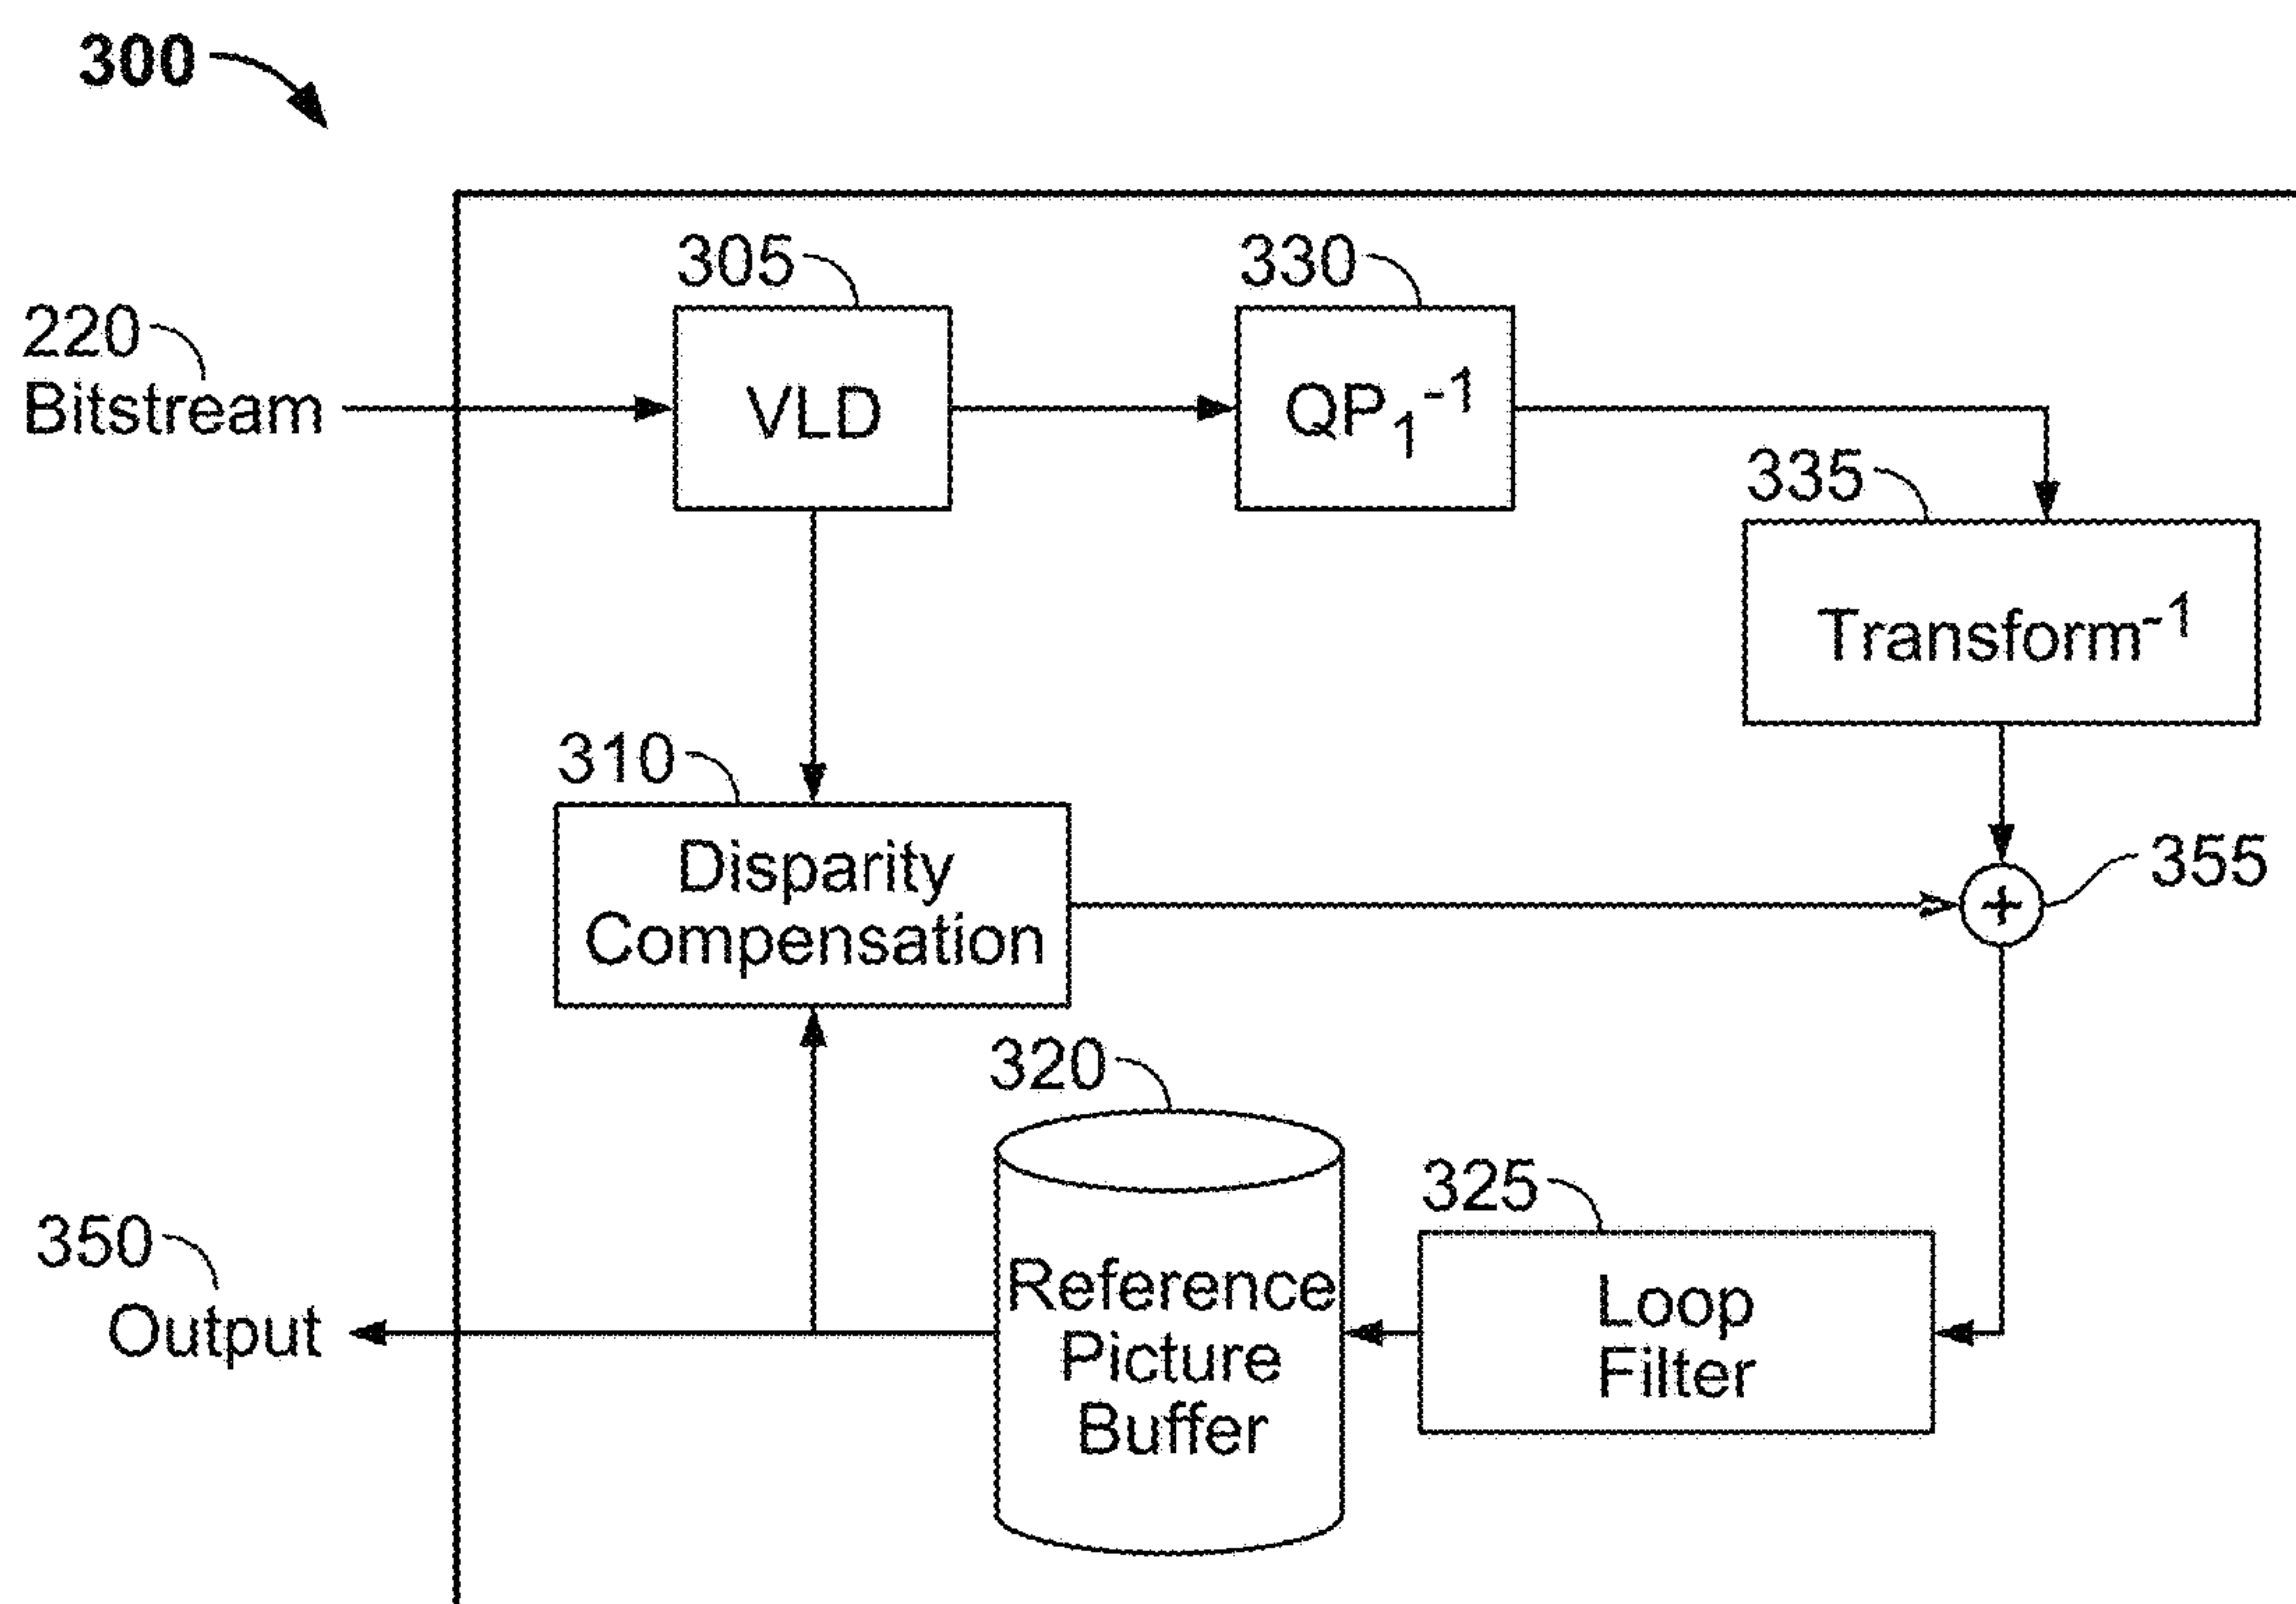 300
305
330
220
Bitstream
VLD
QP₁⁻¹
335
Transform⁻¹
310
Disparity
Compensation
+
355
320
325
350
Output
Reference
Picture
Buffer
Loop
Filter